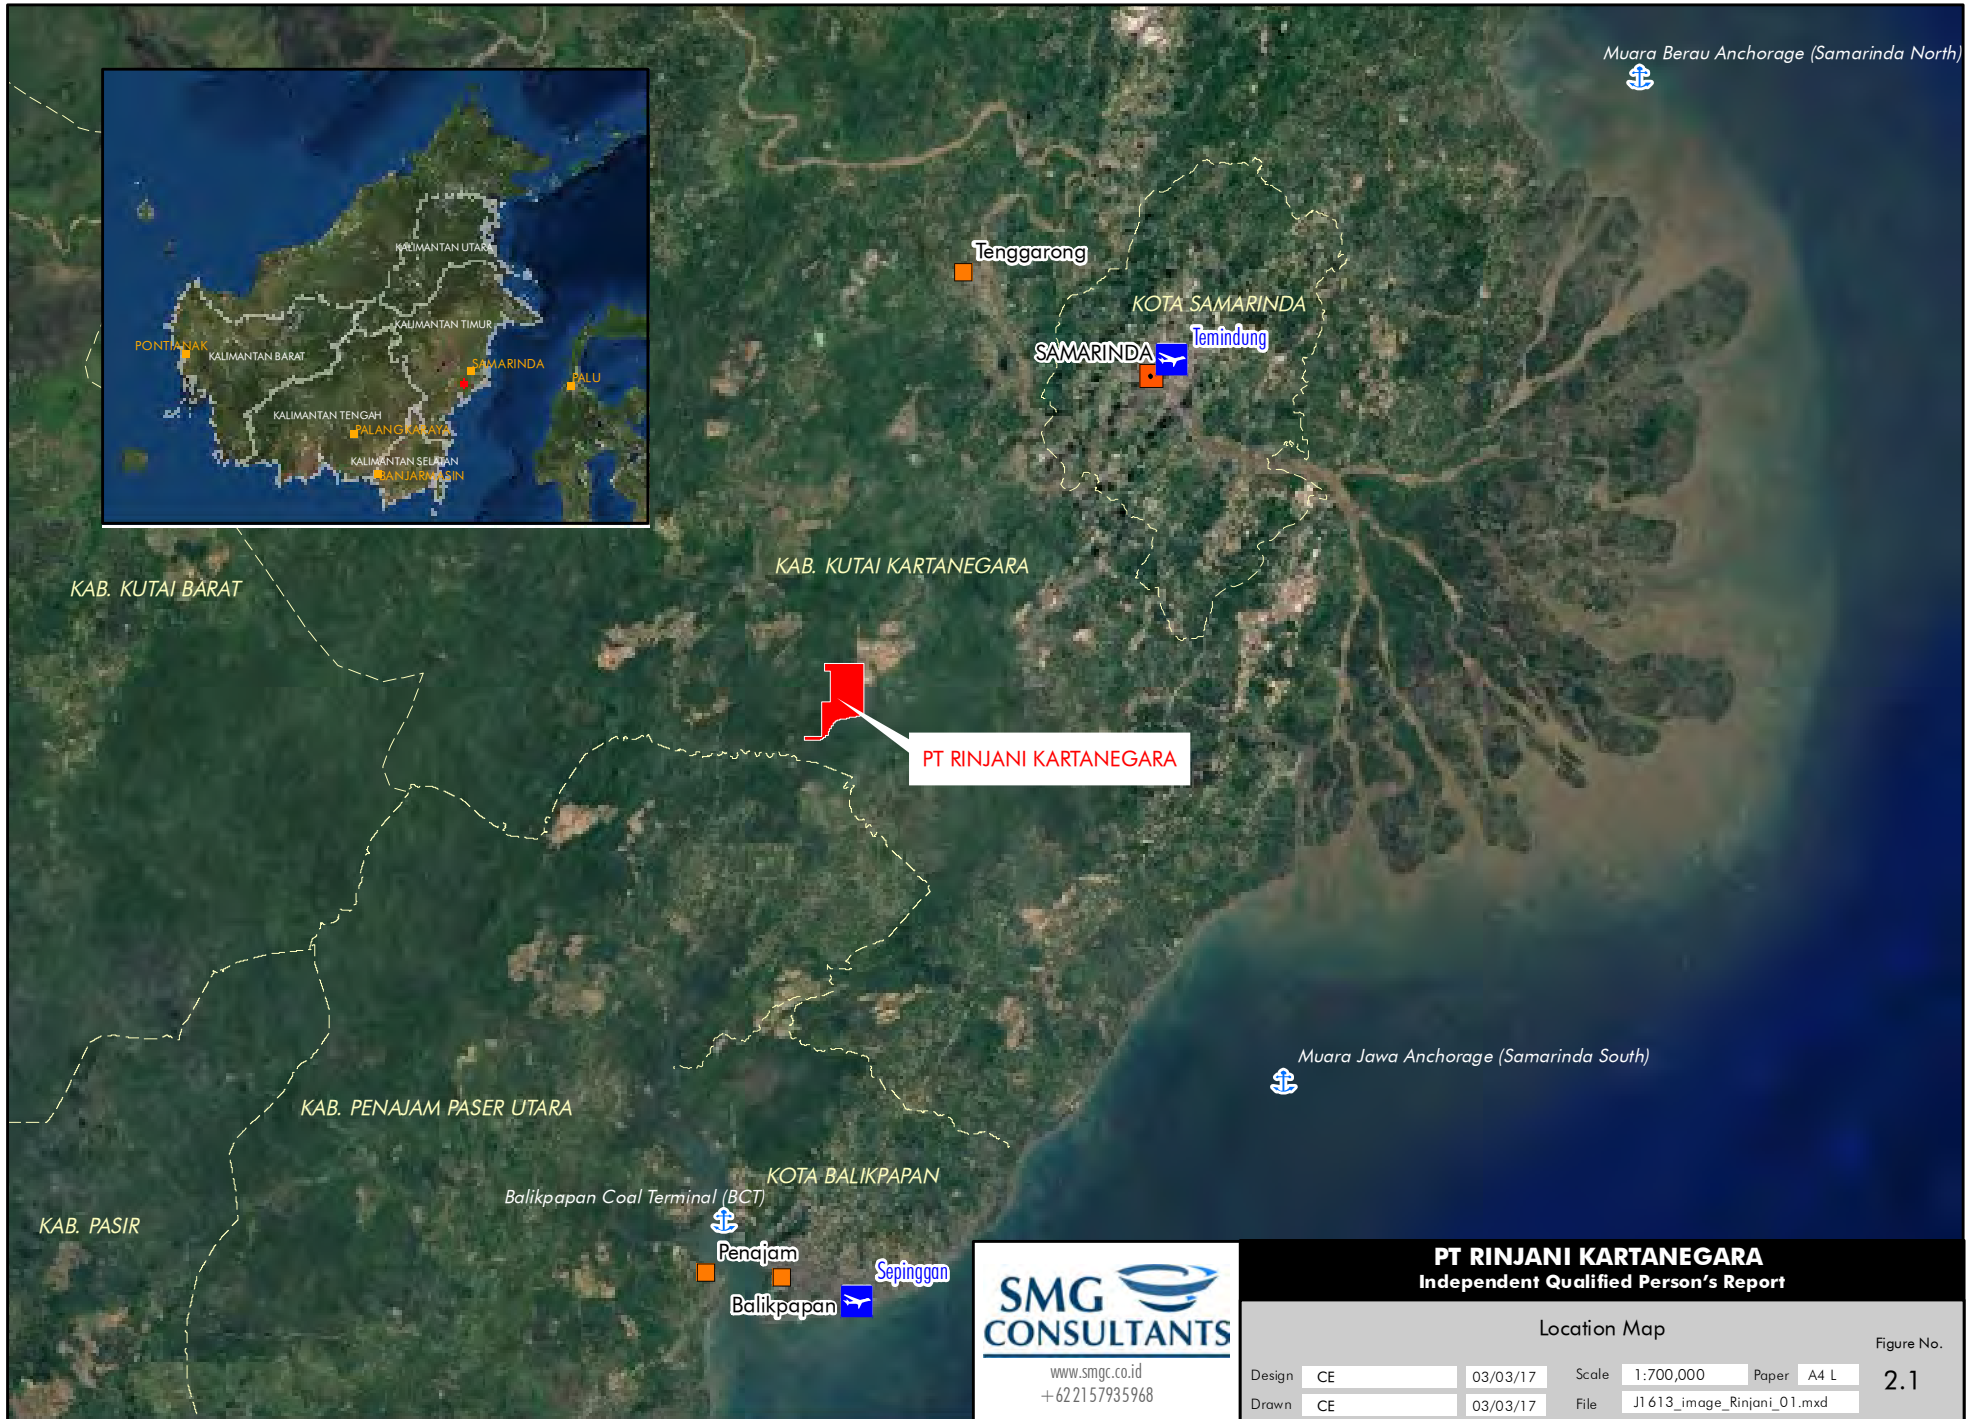 Muara Berau Anchorage (Samarinda North)
KALIMANTAN UTARA
KALIMANTAN TIMUR
PONTIANAK
KALIMANTAN BARAT
SAMARINDA
PALU
KALIMANTAN TENGAH
PALANGKARAYA
KALIMANTAN SELATAN
BANJARMASIN
Tenggarong
KOTA SAMARINDA
Temindung
SAMARINDA
KAB. KUTAI KARTANEGARA
KAB. KUTAI BARAT
PT RINJANI KARTANEGARA
Muara Jawa Anchorage (Samarinda South)
KAB. PENAJAM PASER UTARA
KOTA BALIKPAPAN
Balikpapan Coal Terminal (BCT)
KAB. PASIR
Penajam
Sepinggan
Balikpapan
SMG
CONSULTANTS
www.smgc.co.id
+622157935968
PT RINJANI KARTANEGARA
Independent Qualified Person's Report
Location Map
Figure No.
2.1
Design CE 03/03/17 Scale 1:700,000 Paper A4 L
Drawn CE 03/03/17 File J1613_image_Rinjani_01.mxd